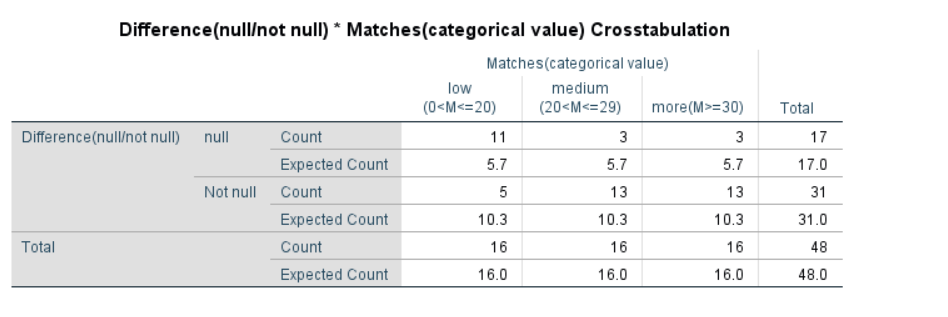 Difference(null/not null) * Matches(categorical value) Crosstabulation
Matches(categorical value)
low medium
(0<M<=20) (20<M<=29) more(M>=30) Total
Difference(null/not null) null Count 11 3 3 17
Expected Count 5.7 5.7 5.7 17.0
Not null Count 5 13 13 31
Expected Count 10.3 10.3 10.3 31.0
Total Count 16 16 16 48
Expected Count 16.0 16.0 16.0 48.0